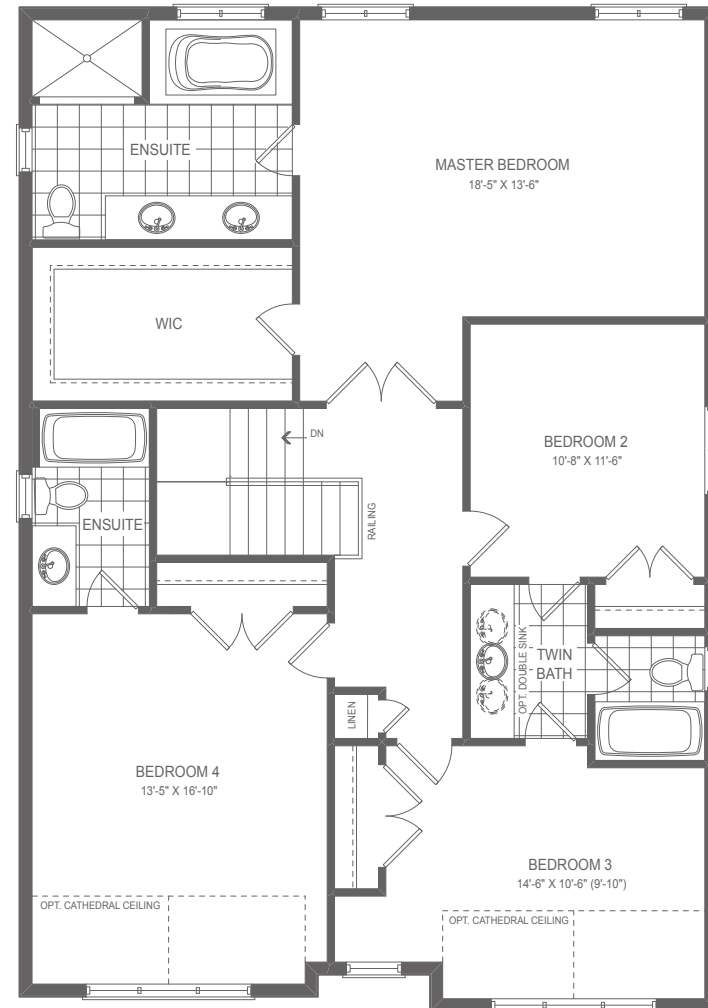 ENSUITE
MASTER BEDROOM
18'-5" X 13'-6"
WIC
DN
BEDROOM 2
10'-8" X 11'-6"
RAILING
ENSUITE
OPT. DOUBLE SINK
TWIN
BATH
LINEN
BEDROOM 4
13'-5" X 16'-10"
BEDROOM 3
14'-6" X 10'-6" (9'-10")
OPT. CATHEDRAL CEILING
OPT. CATHEDRAL CEILING